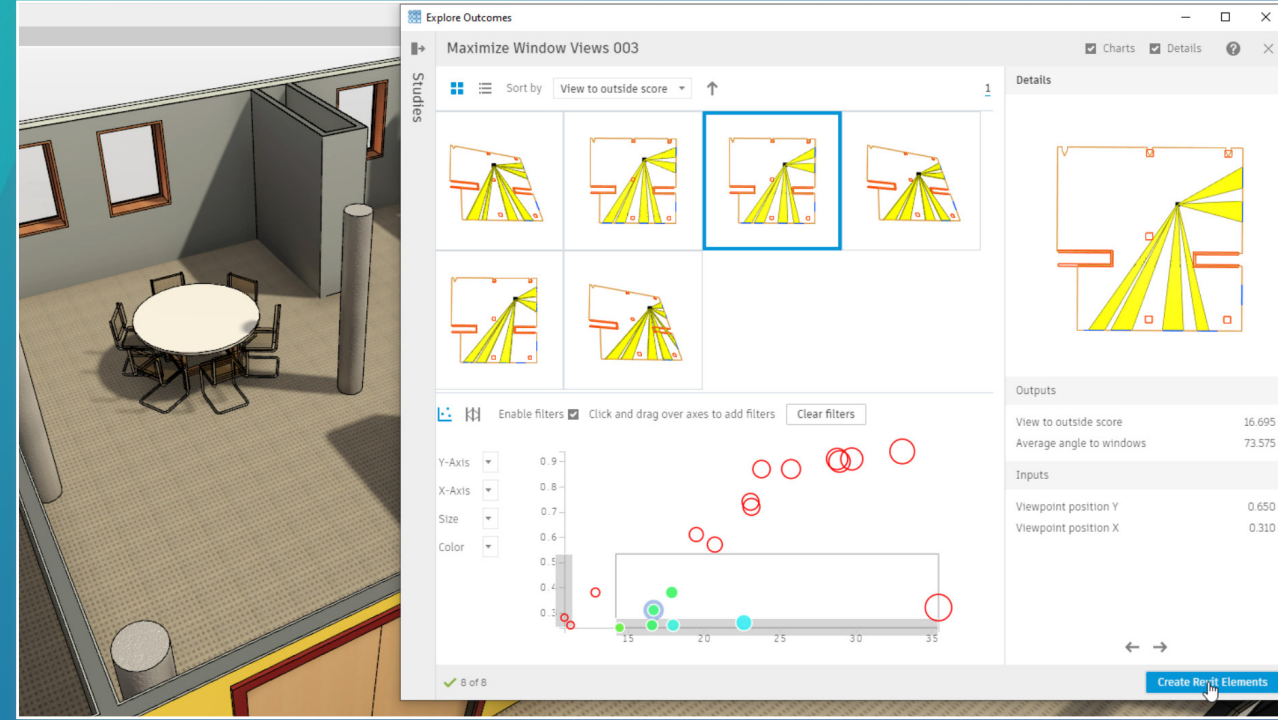 Explore Outcomes
Maximize Window Views 003
Charts
Details
Studies
Sort by
View to outside score
1
Details
Enable filters
Click and drag over axes to add filters
Clear filters
Y-Axis
X-Axis
Size
Color
0.9
0.8
0.7
0.6
0.5
0.4
0.3
15 20 25 30 35
Outputs
View to outside score 16.695
Average angle to windows 73.575
Inputs
Viewpoint position Y 0.650
Viewpoint position X 0.310
8 of 8
Create Revit Elements